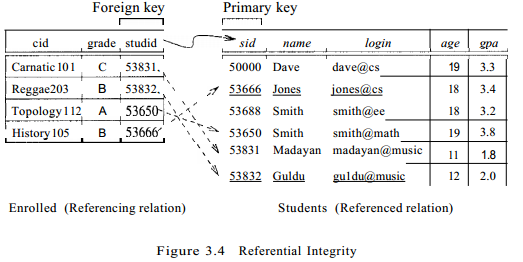 Foreign key Primary key
cid grade studid sid name login age gpa
Carnatic101 C 53831 50000 Dave dave@cs 19 3.3
Reggae203 B 53832 53666 Jones jones@cs 18 3.4
Topology112 A 53650 53688 Smith smith@ee 18 3.2
History105 B 53666 53650 Smith smith@math 19 3.8
53831 Madayan madayan@music 11 1.8
53832 Guldu gu1du@music 12 2.0
Enrolled (Referencing relation) Students (Referenced relation)
Figure 3.4 Referential Integrity